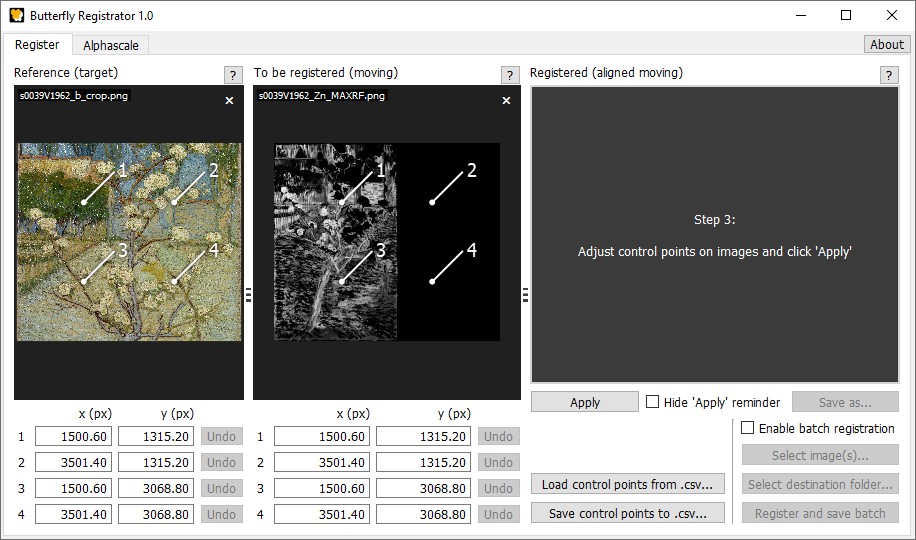 Butterfly Registrator 1.0
Register Alphascale About
Reference (target) ? To be registered (moving) ? Registered (aligned moving) ?
s0039V1962_b_crop.png × s0039V1962_Zn_MAXRF.png ×
1 2 1 2
3 4 3 4
Step 3:
Adjust control points on images and click 'Apply'
Apply Hide 'Apply' reminder Save as...
x (px) y (px) x (px) y (px)
Enable batch registration
1 1500.60 1315.20 Undo 1 1500.60 1315.20 Undo
2 3501.40 1315.20 Undo 2 3501.40 1315.20 Undo Select image(s)...
3 1500.60 3068.80 Undo 3 1500.60 3068.80 Undo Load control points from .csv... Select destination folder...
4 3501.40 3068.80 Undo 4 3501.40 3068.80 Undo Save control points to .csv... Register and save batch